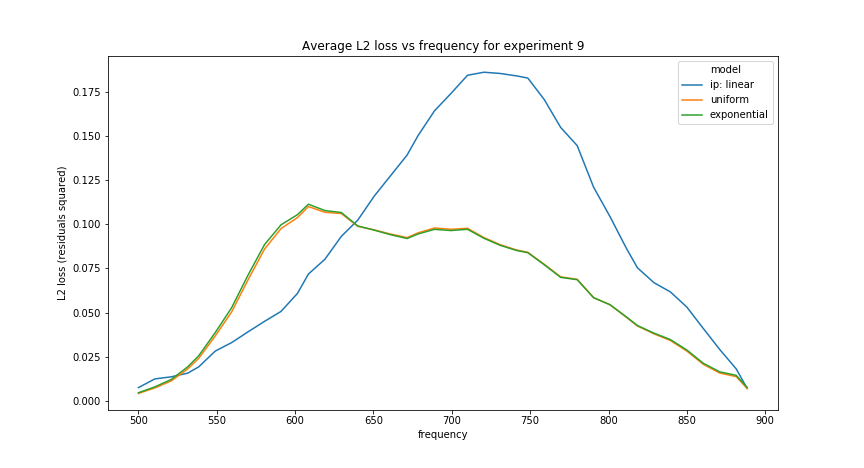 Average L2 loss vs frequency for experiment 9
model
ip: linear
uniform
exponential
L2 loss (residuals squared)
0.175
0.150
0.125
0.100
0.075
0.050
0.025
0.000
500
550
600
650
700
750
800
850
900
frequency